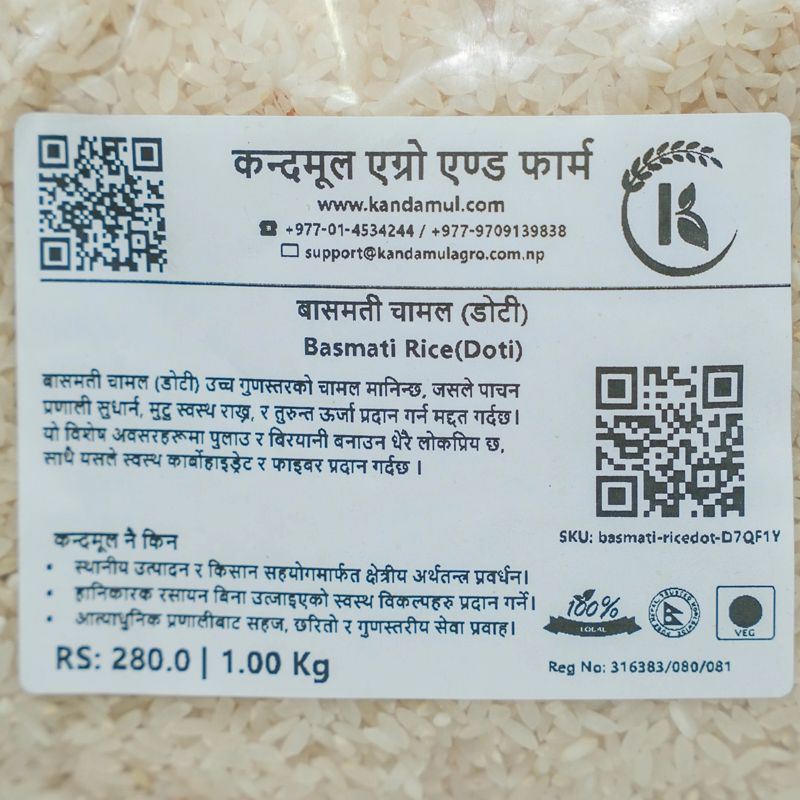 कन्दमूल एग्रो एण्ड फार्म
www.kandamul.com
+977-01-4534244 / +977-9709139838
support@kandamulagro.com.np
बासमती चामल (डोटी)
Basmati Rice(Doti)
बासमती चामल (डोटी) उच्च गुणस्तरको चामल मानिन्छ, जसले पाचन
प्रणाली सुधार्न, मुटु स्वस्थ राख्न, र तुरुन्त ऊर्जा प्रदान गर्न मद्दत गर्दछ।
यो विशेष अवसरहरूमा पुलाउ र बिरयानी बनाउन धेरै लोकप्रिय छ,
साथै यसले स्वस्थ कार्बोहाइड्रेट र फाइबर प्रदान गर्दछ ।
SKU: basmati-ricedot-D7QF1Y
कन्दमूल नै किन
• स्थानीय उत्पादन र किसान सहयोगमार्फत क्षेत्रीय अर्थतन्त्र प्रवर्धन।
• हानिकारक रसायन बिना उत्जाइएको स्वस्थ विकल्पहरु प्रदान गर्ने।
• आत्याधुनिक प्रणालीबाट सहज, छरितो र गुणस्तरीय सेवा प्रवाह।
100%
LOCAL
VEG
RS: 280.0 | 1.00 Kg
Reg No: 316383/080/081